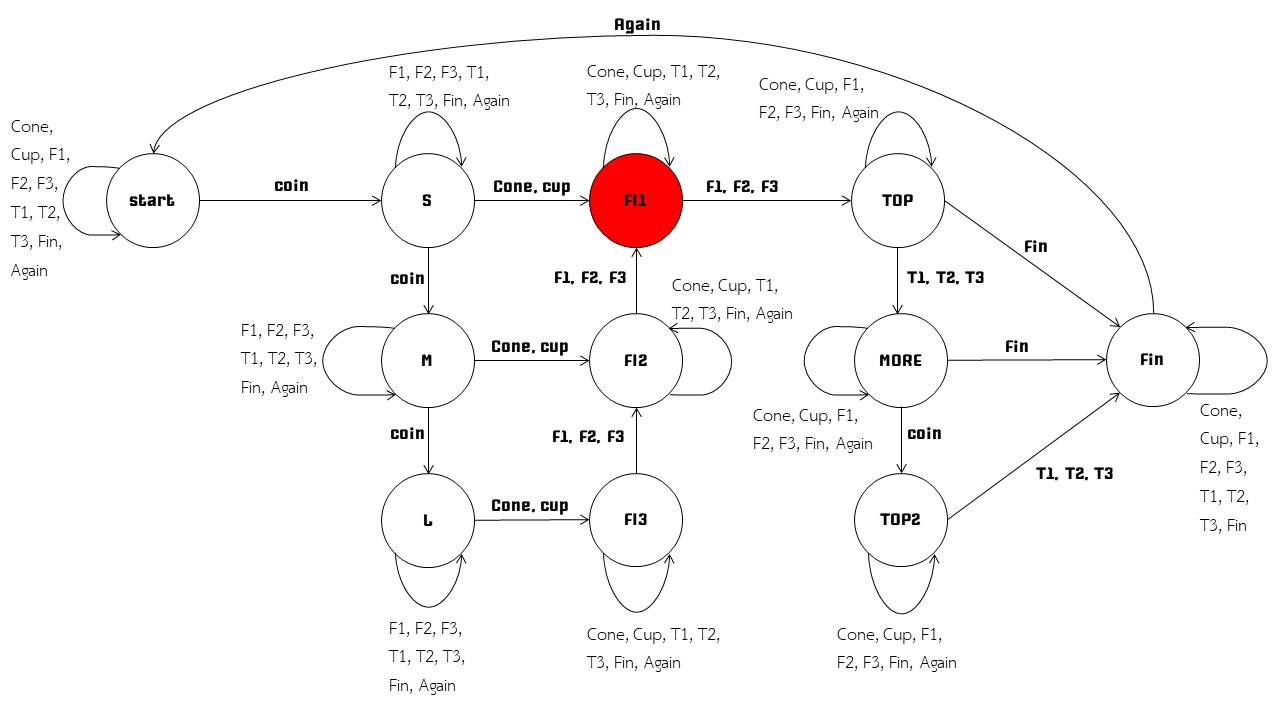 Again
F1, F2, F3, T1,
T2, T3, Fin, Again
Cone, Cup, T1, T2,
T3, Fin, Again
Cone, Cup, F1,
F2, F3, Fin, Again
Cone,
Cup, F1,
F2, F3,
T1, T2,
T3, Fin,
Again
start
coin
S
Cone, cup
Fl1
F1, F2, F3
TOP
Fin
coin
F1, F2, F3
Cone, Cup, T1,
T2, T3, Fin, Again
T1, T2, T3
F1, F2, F3,
T1, T2, T3,
Fin, Again
M
Cone, cup
Fl2
MORE
Fin
Fin
Cone, Cup, F1,
F2, F3, Fin, Again
coin
F1, F2, F3
coin
Cone,
Cup, F1,
F2, F3,
T1, T2,
T3, Fin
T1, T2, T3
L
Cone, cup
Fl3
TOP2
F1, F2, F3,
T1, T2, T3,
Fin, Again
Cone, Cup, T1, T2,
T3, Fin, Again
Cone, Cup, F1,
F2, F3, Fin, Again